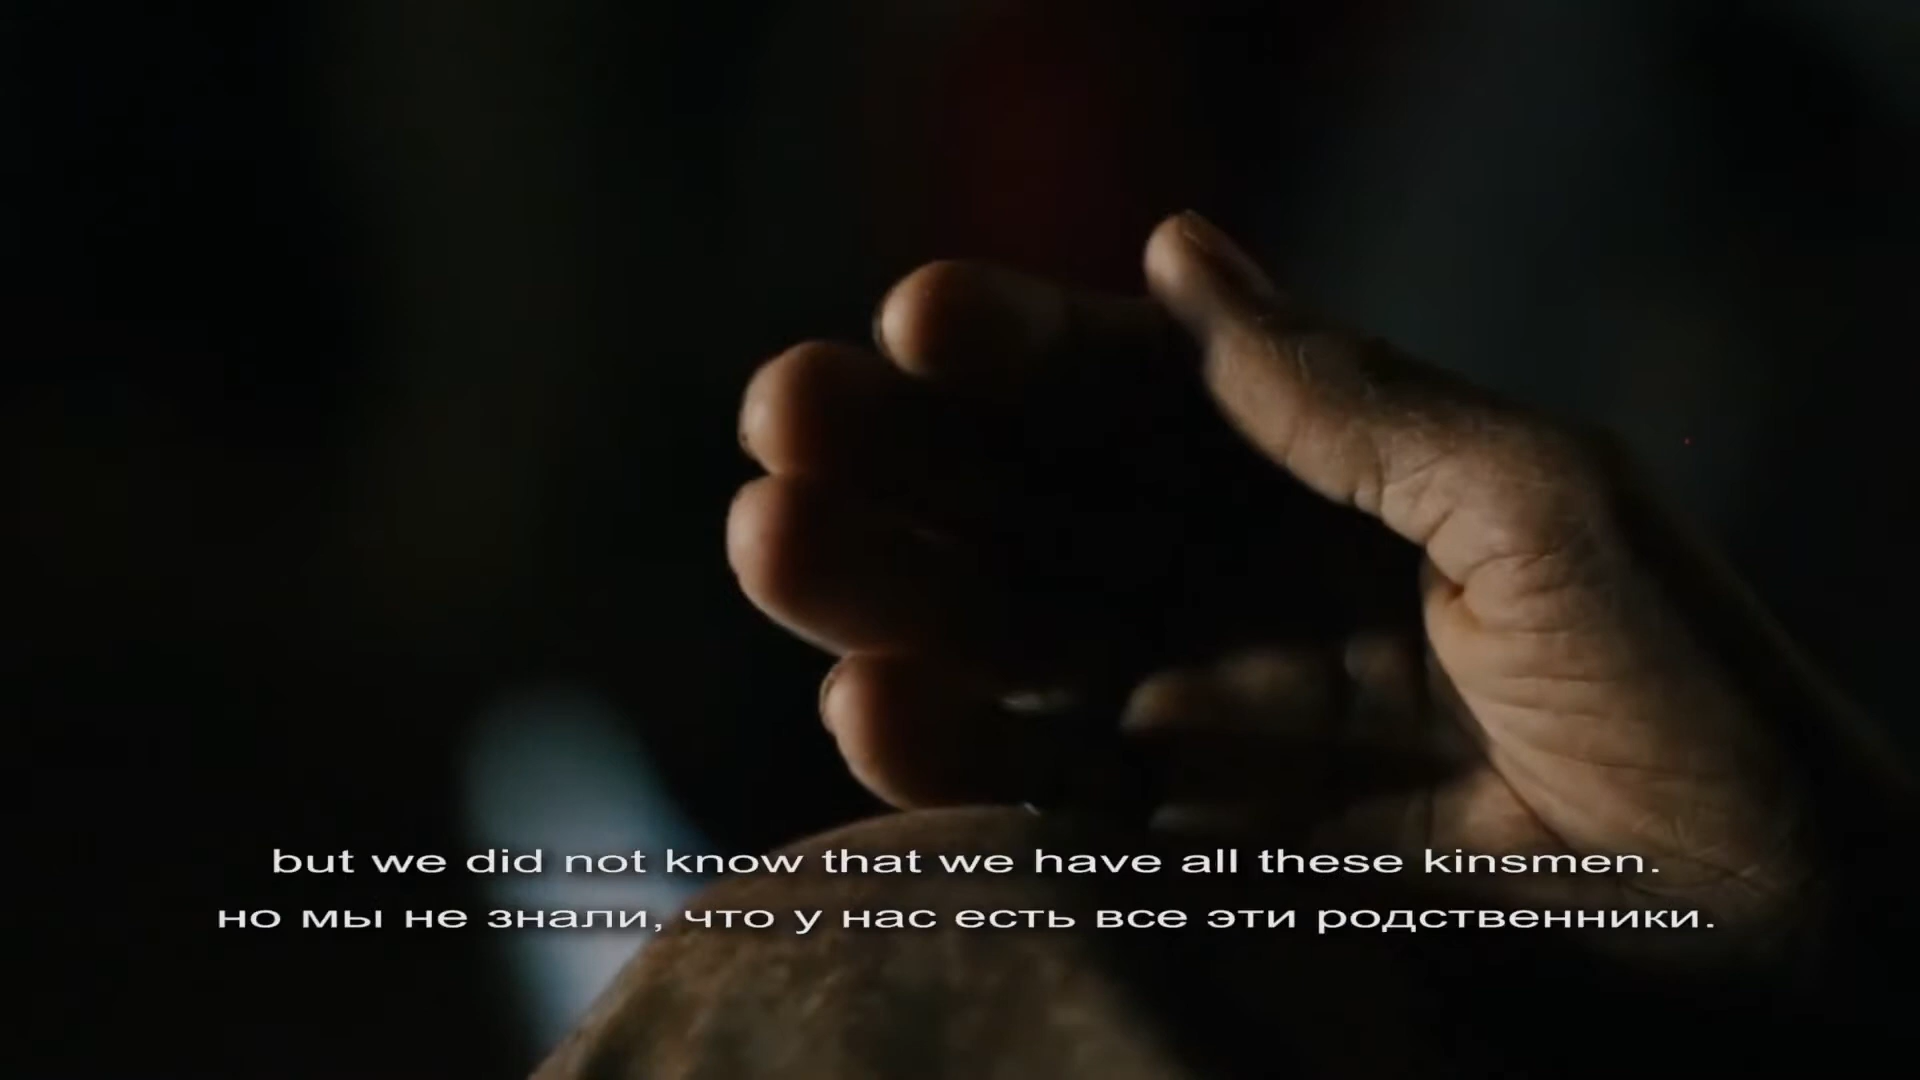 but we did not know that we have all these kinsmen.
но мы не знали, что у нас есть все эти родственники.